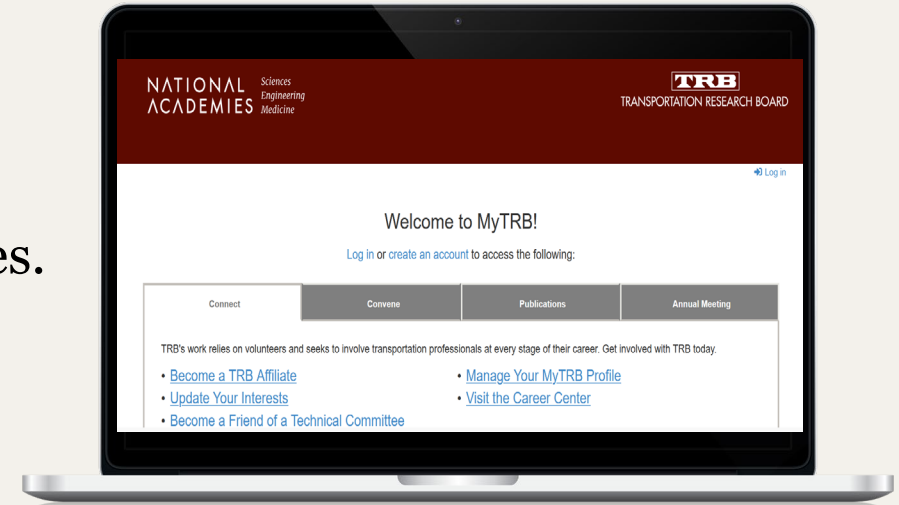 es.
NATIONAL
ACADEMIES
Sciences
Engineering
Medicine
TRB
TRANSPORTATION RESEARCH BOARD
Log in
Welcome to MyTRB!
Log in or create an account to access the following:
Connect
Convene
Publications
Annual Meeting
TRB's work relies on volunteers and seeks to involve transportation professionals at every stage of their career. Get involved with TRB today.
• Become a TRB Affiliate
• Update Your Interests
• Become a Friend of a Technical Committee
• Manage Your MyTRB Profile
• Visit the Career Center